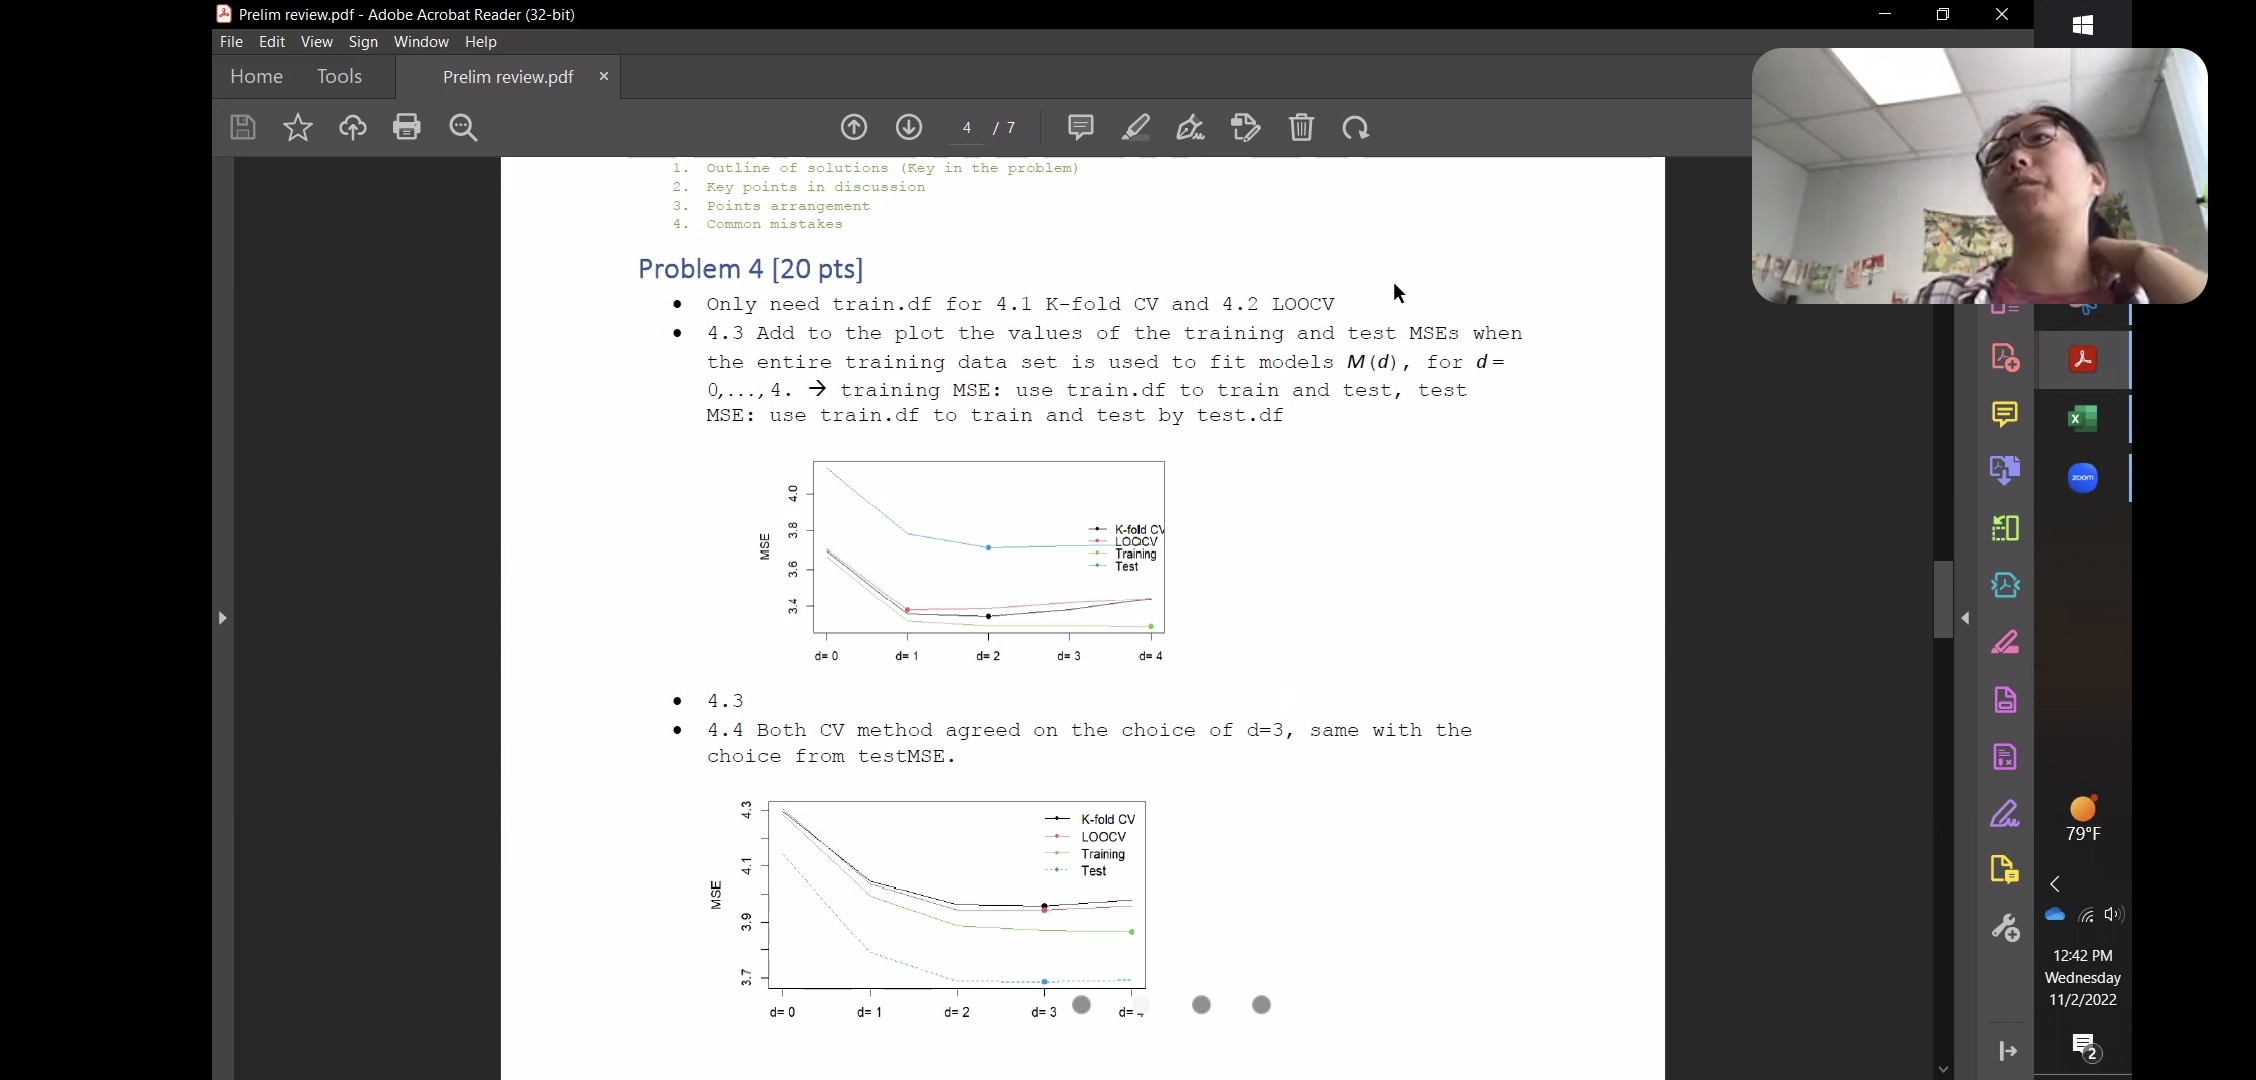 Prelim review.pdf - Adobe Acrobat Reader (32-bit)
File Edit View Sign Window Help
Home Tools Prelim review.pdf ×
4 / 7
1. Outline of solutions (Key in the problem)
2. Key points in discussion
3. Points arrangement
4. Common mistakes
Problem 4 [20 pts]
• Only need train.df for 4.1 K-fold CV and 4.2 LOOCV
• 4.3 Add to the plot the values of the training and test MSEs when
the entire training data set is used to fit models M(d), for d=
0,...,4. → training MSE: use train.df to train and test, test
MSE: use train.df to train and test by test.df
MSE
4.0
3.8
3.6
3.4
K-fold CV
LOOCV
Training
Test
d= 0 d= 1 d= 2 d= 3 d= 4
• 4.3
• 4.4 Both CV method agreed on the choice of d=3, same with the
choice from testMSE.
MSE
4.3
4.1
3.9
3.7
K-fold CV
LOOCV
Training
Test
d= 0 d= 1 d= 2 d= 3 d=
zoom
79°F
12:42 PM
Wednesday
11/2/2022
2